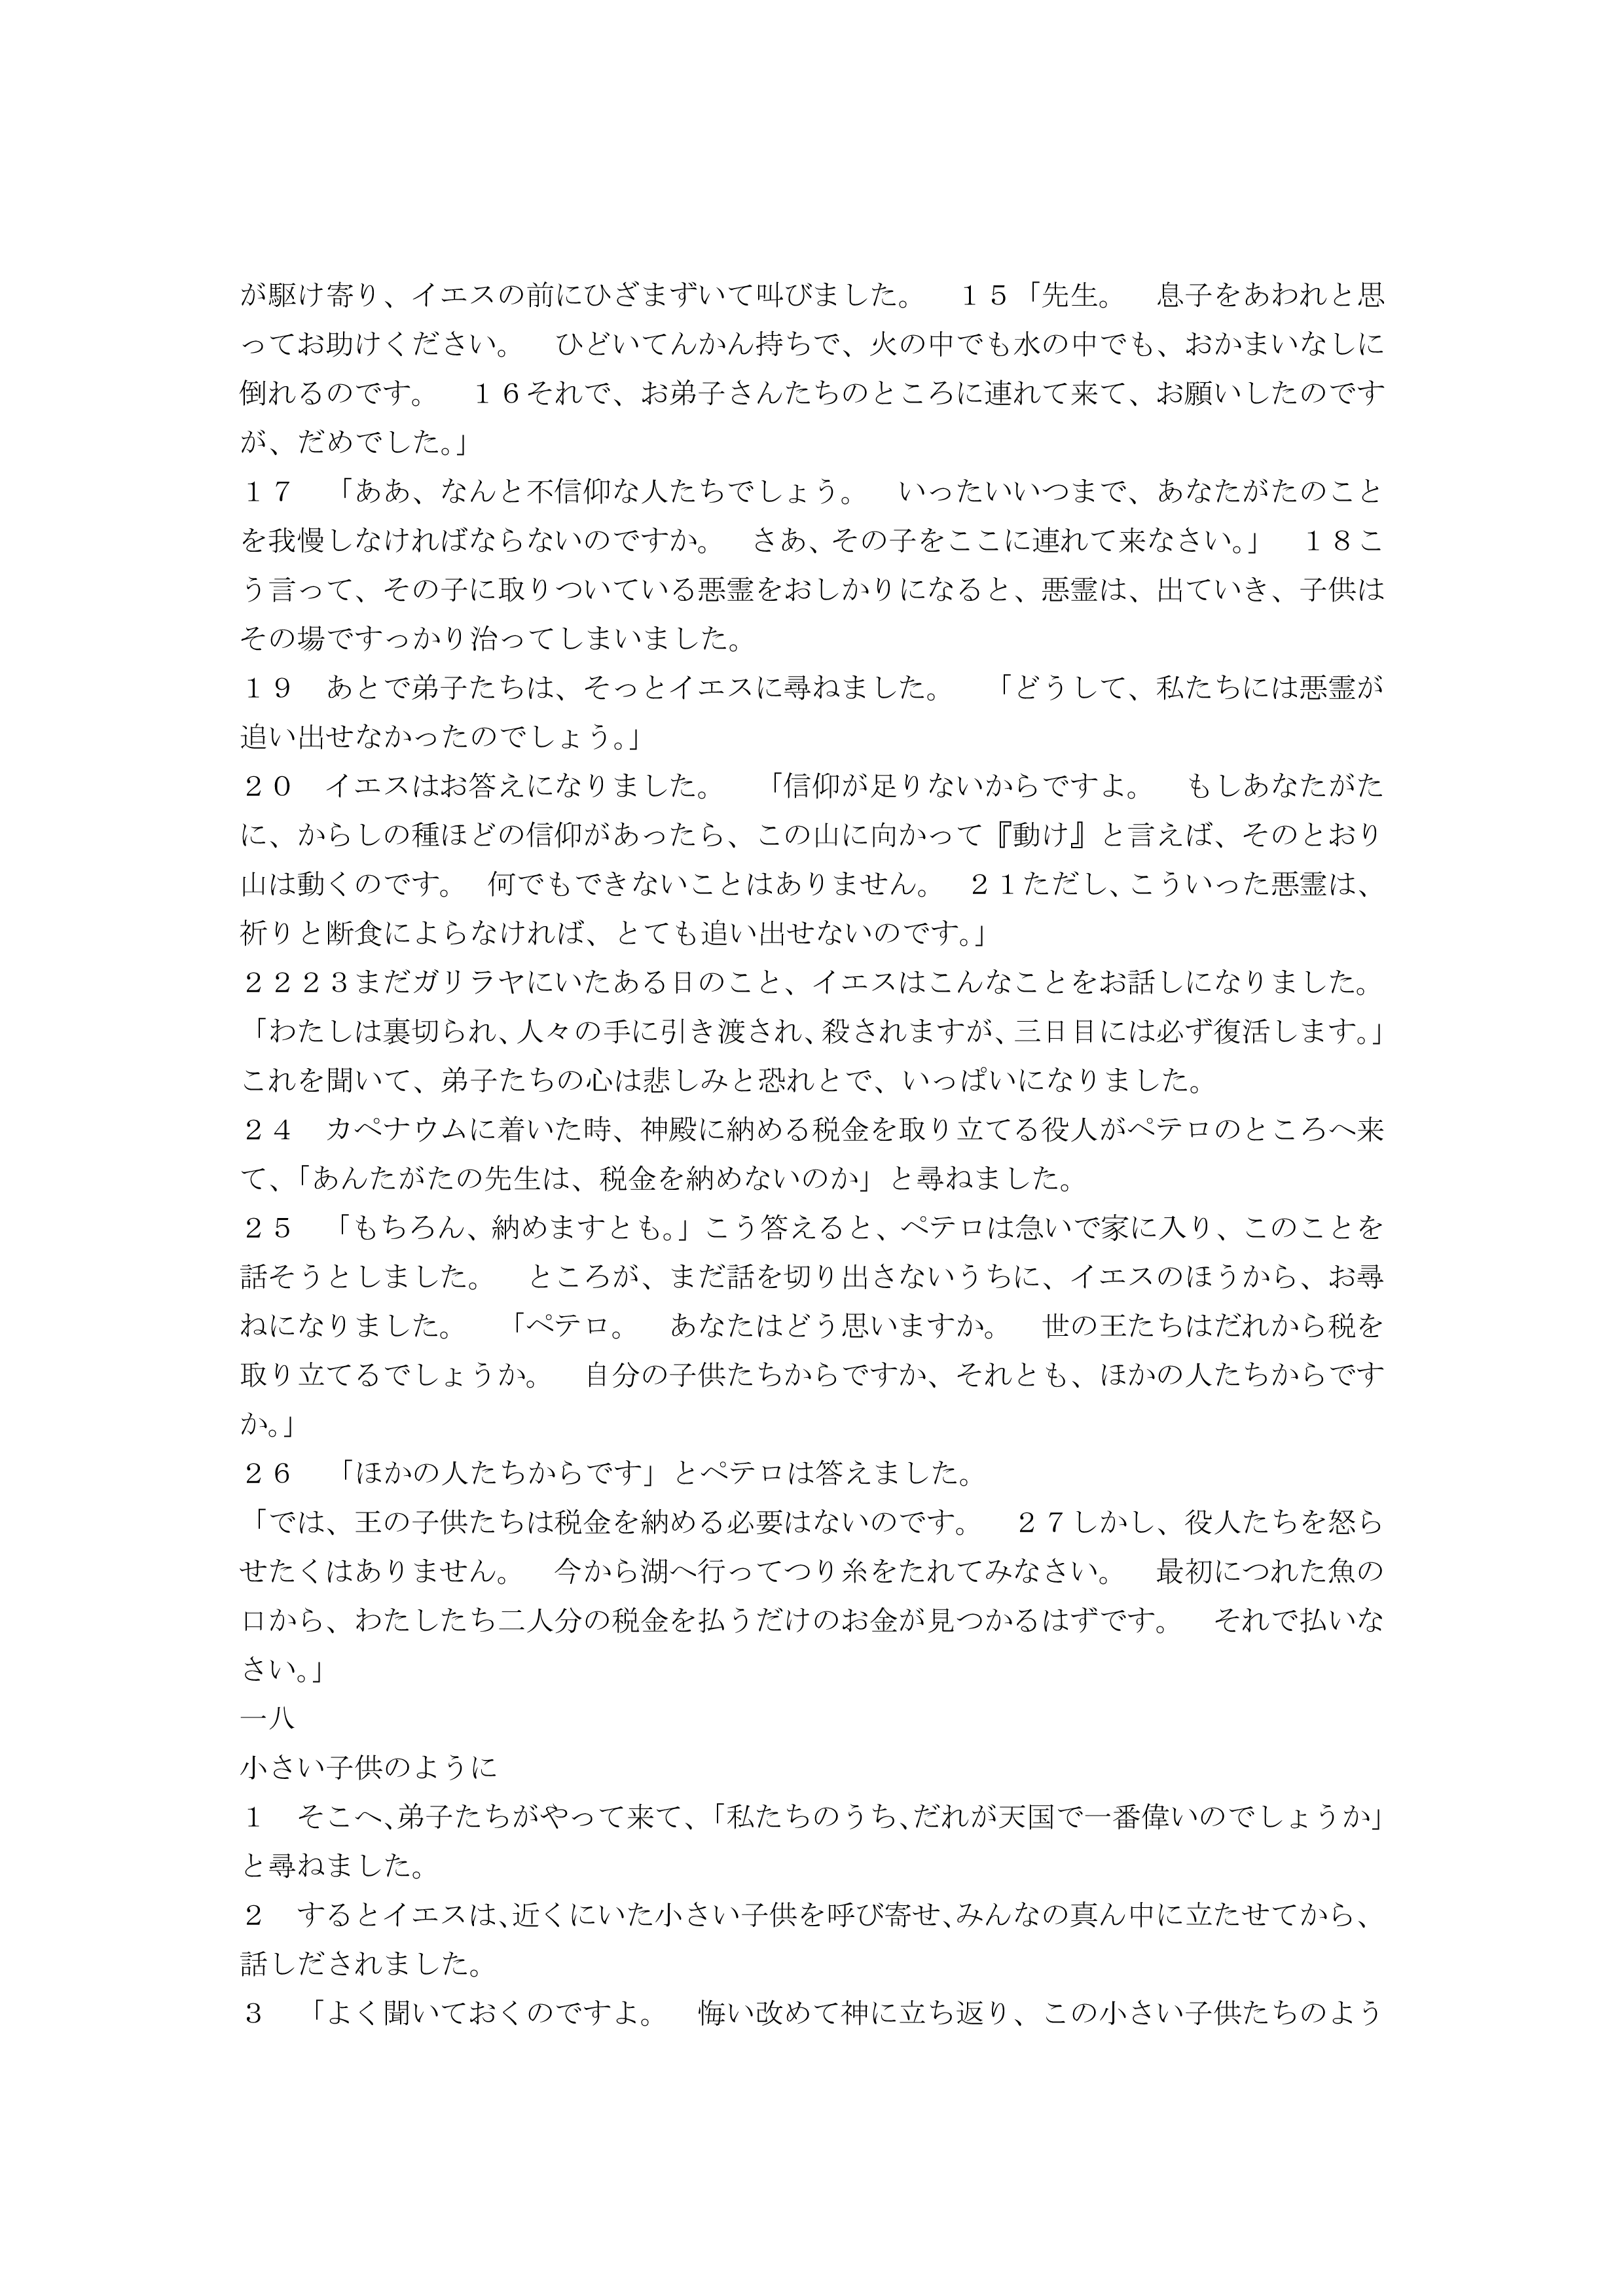 が駆け寄り、イエスの前にひざまずいて叫びました。　１５「先生。　息子をあわれと思
ってお助けください。　ひどいてんかん持ちで、火の中でも水の中でも、おかまいなしに
倒れるのです。　１６それで、お弟子さんたちのところに連れて来て、お願いしたのです
が、だめでした。」
１７　「ああ、なんと不信仰な人たちでしょう。　いったいいつまで、あなたがたのこと
を我慢しなければならないのですか。　さあ、その子をここに連れて来なさい。」　１８こ
う言って、その子に取りついている悪霊をおしかりになると、悪霊は、出ていき、子供は
その場ですっかり治ってしまいました。
１９　あとで弟子たちは、そっとイエスに尋ねました。　「どうして、私たちには悪霊が
追い出せなかったのでしょう。」
２０　イエスはお答えになりました。　「信仰が足りないからですよ。　もしあなたがた
に、からしの種ほどの信仰があったら、この山に向かって『動け』と言えば、そのとおり
山は動くのです。　何でもできないことはありません。　２１ただし、こういった悪霊は、
祈りと断食によらなければ、とても追い出せないのです。」
２２２３まだガリラヤにいたある日のこと、イエスはこんなことをお話しになりました。
「わたしは裏切られ、人々の手に引き渡され、殺されますが、三日目には必ず復活します。」
これを聞いて、弟子たちの心は悲しみと恐れとで、いっぱいになりました。
２４　カペナウムに着いた時、神殿に納める税金を取り立てる役人がペテロのところへ来
て、「あんたがたの先生は、税金を納めないのか」と尋ねました。
２５　「もちろん、納めますとも。」こう答えると、ペテロは急いで家に入り、このことを
話そうとしました。　ところが、まだ話を切り出さないうちに、イエスのほうから、お尋
ねになりました。　「ペテロ。　あなたはどう思いますか。　世の王たちはだれから税を
取り立てるでしょうか。　自分の子供たちからですか、それとも、ほかの人たちからです
か。」
２６　「ほかの人たちからです」とペテロは答えました。
「では、王の子供たちは税金を納める必要はないのです。　２７しかし、役人たちを怒ら
せたくはありません。　今から湖へ行ってつり糸をたれてみなさい。　最初につれた魚の
口から、わたしたち二人分の税金を払うだけのお金が見つかるはずです。　それで払いな
さい。」
一八
小さい子供のように
１　そこへ、弟子たちがやって来て、「私たちのうち、だれが天国で一番偉いのでしょうか」
と尋ねました。
２　するとイエスは、近くにいた小さい子供を呼び寄せ、みんなの真ん中に立たせてから、
話しだされました。
３　「よく聞いておくのですよ。　悔い改めて神に立ち返り、この小さい子供たちのよう